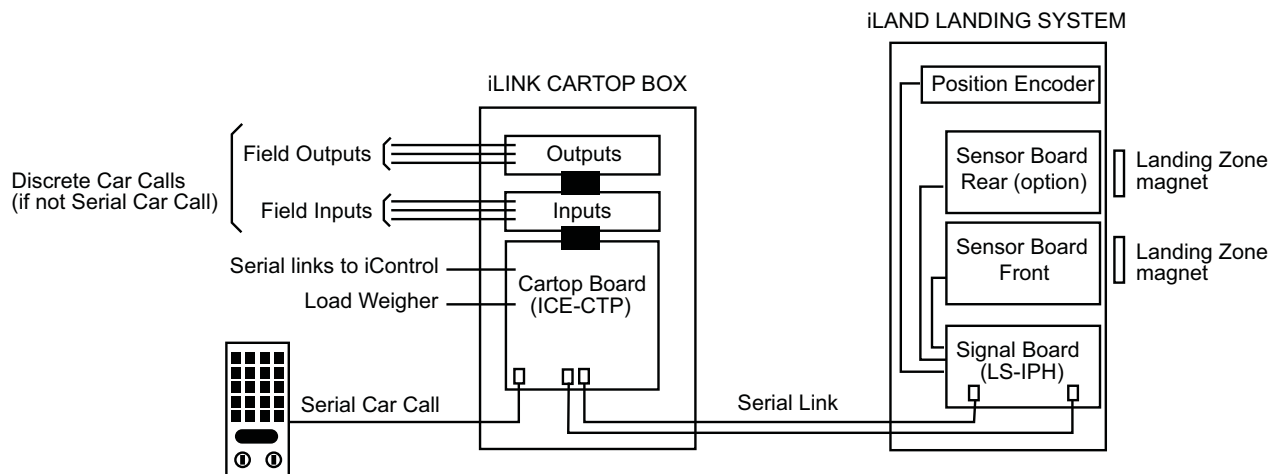 iLAND LANDING SYSTEM
Position Encoder
iLINK CARTOP BOX
Sensor Board
Rear (option)
Landing Zone
magnet
Field Outputs
Outputs
Discrete Car Calls
(if not Serial Car Call)
Field Inputs
Inputs
Sensor Board
Front
Landing Zone
magnet
Serial links to iControl
Load Weigher
Cartop Board
(ICE-CTP)
Signal Board
(LS-IPH)
Serial Car Call
Serial Link